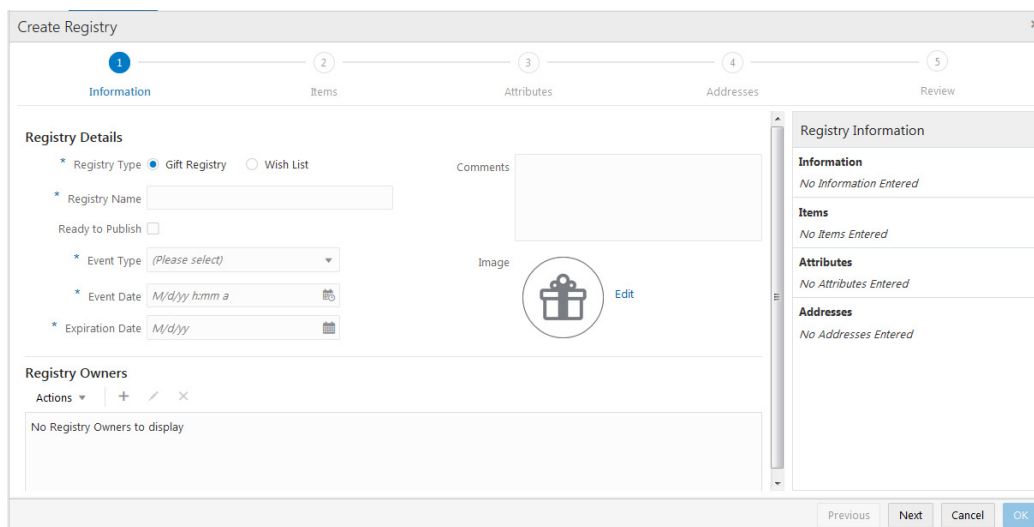 Create Registry
1 2 3 4 5
Information Items Attributes Addresses Review
Registry Details
* Registry Type Gift Registry Wish List
* Registry Name
Ready to Publish
* Event Type (Please select)
* Event Date M/d/yy h:mm a
* Expiration Date M/d/yy
Comments
Image Edit
Registry Owners
Actions
No Registry Owners to display
Registry Information
Information
No Information Entered
Items
No Items Entered
Attributes
No Attributes Entered
Addresses
No Addresses Entered
Previous Next Cancel OK